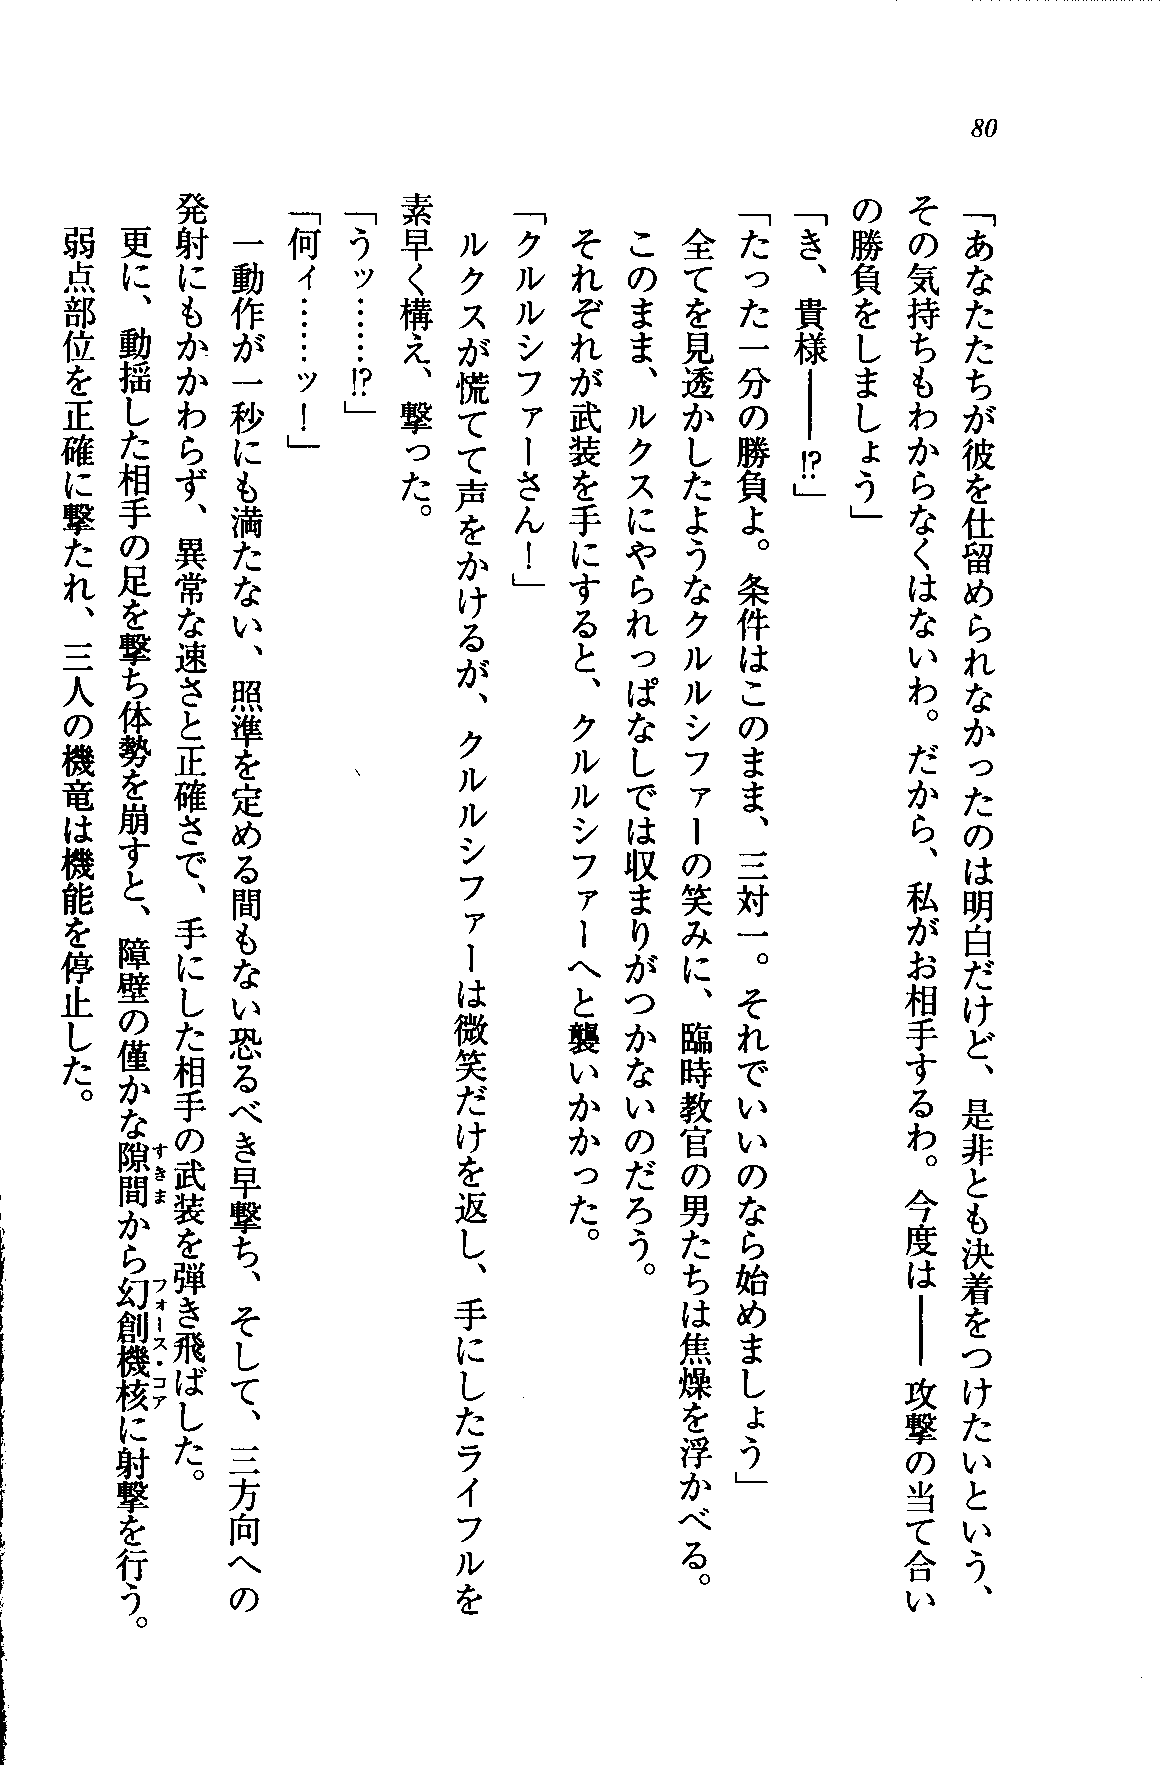 80
「あなたたちが彼を仕留められなかったのは明白だけど、是非とも決着をつけたいという、
その気持ちもわからなくはないわ。だから、私がお相手するわ。今度は――攻撃の当て合い
の勝負をしましょう」
「き、貴様――!?」
「たった一分の勝負よ。条件はこのまま、三対一。それでいいのなら始めましょう」
全てを見透かしたようなクルルシファーの笑みに、臨時教官の男たちは焦燥を浮かべる。
このまま、ルクスにやられっぱなしでは収まりがつかないのだろう。
それぞれが武装を手にすると、クルルシファーへと襲いかかった。
「クルルシファーさん！」
ルクスが慌てて声をかけるが、クルルシファーは微笑だけを返し、手にしたライフルを
素早く構え、撃った。
「うッ……!?」
「何ィ……ッ！」
一動作が一秒にも満たない、照準を定める間もない恐るべき早撃ち、そして、三方向への
発射にもかかわらず、異常な速さと正確さで、手にした相手の武装を弾き飛ばした。
更に、動揺した相手の足を撃ち体勢を崩すと、障壁の僅かな隙間すきまから幻創機核フォース・コアに射撃を行う。
弱点部位を正確に撃たれ、三人の機竜は機能を停止した。